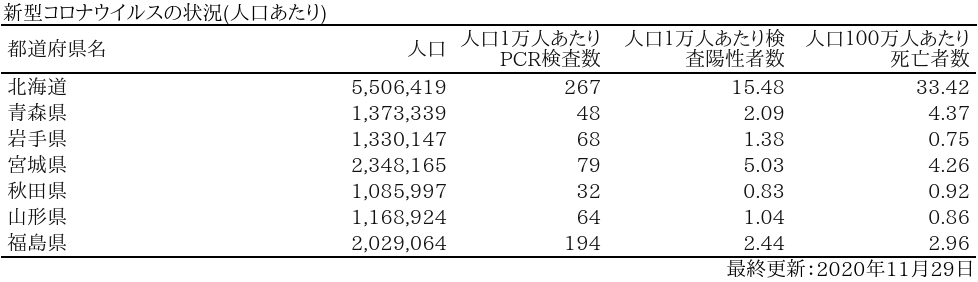 新型コロナウイルスの状況(人口あたり)
都道府県名 人口 人口1万人あたりPCR検査数 人口1万人あたり検査陽性者数 人口100万人あたり死亡者数
北海道 5,506,419 267 15.48 33.42
青森県 1,373,339 48 2.09 4.37
岩手県 1,330,147 68 1.38 0.75
宮城県 2,348,165 79 5.03 4.26
秋田県 1,085,997 32 0.83 0.92
山形県 1,168,924 64 1.04 0.86
福島県 2,029,064 194 2.44 2.96
最終更新:2020年11月29日